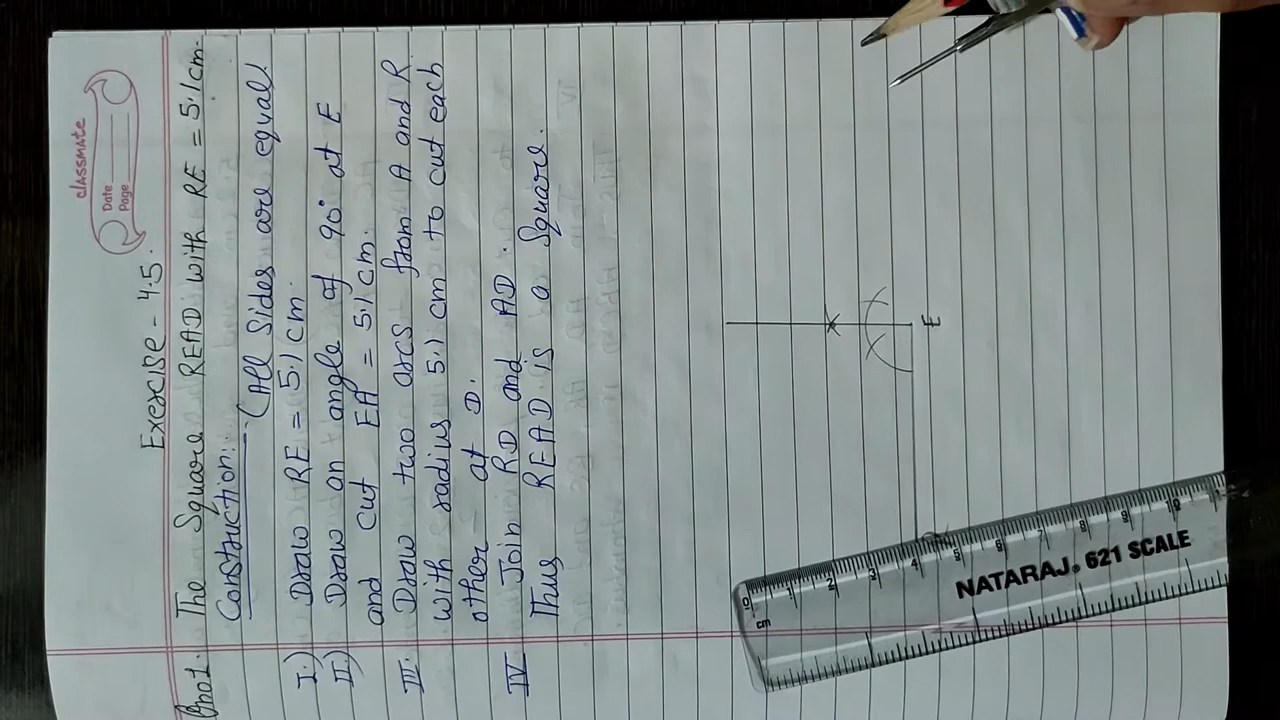 classmate
Date
Page
Exercise - 4.5.
Qno1. The Square READ with RE = 5.1 cm.
Construction:- (All Sides are equal)
I.) Draw RE = 5.1 cm.
II.) Draw an angle of 90° at E
and cut EA = 5.1 cm.
III. Draw two arcs from A and R
with radius 5.1 cm to cut each
other at D.
IV Join RD and AD.
Thus READ is a Square.
E
0 1 2 3 4 5 6 7 8 9 10
cm
NATARAJ® 621 SCALE